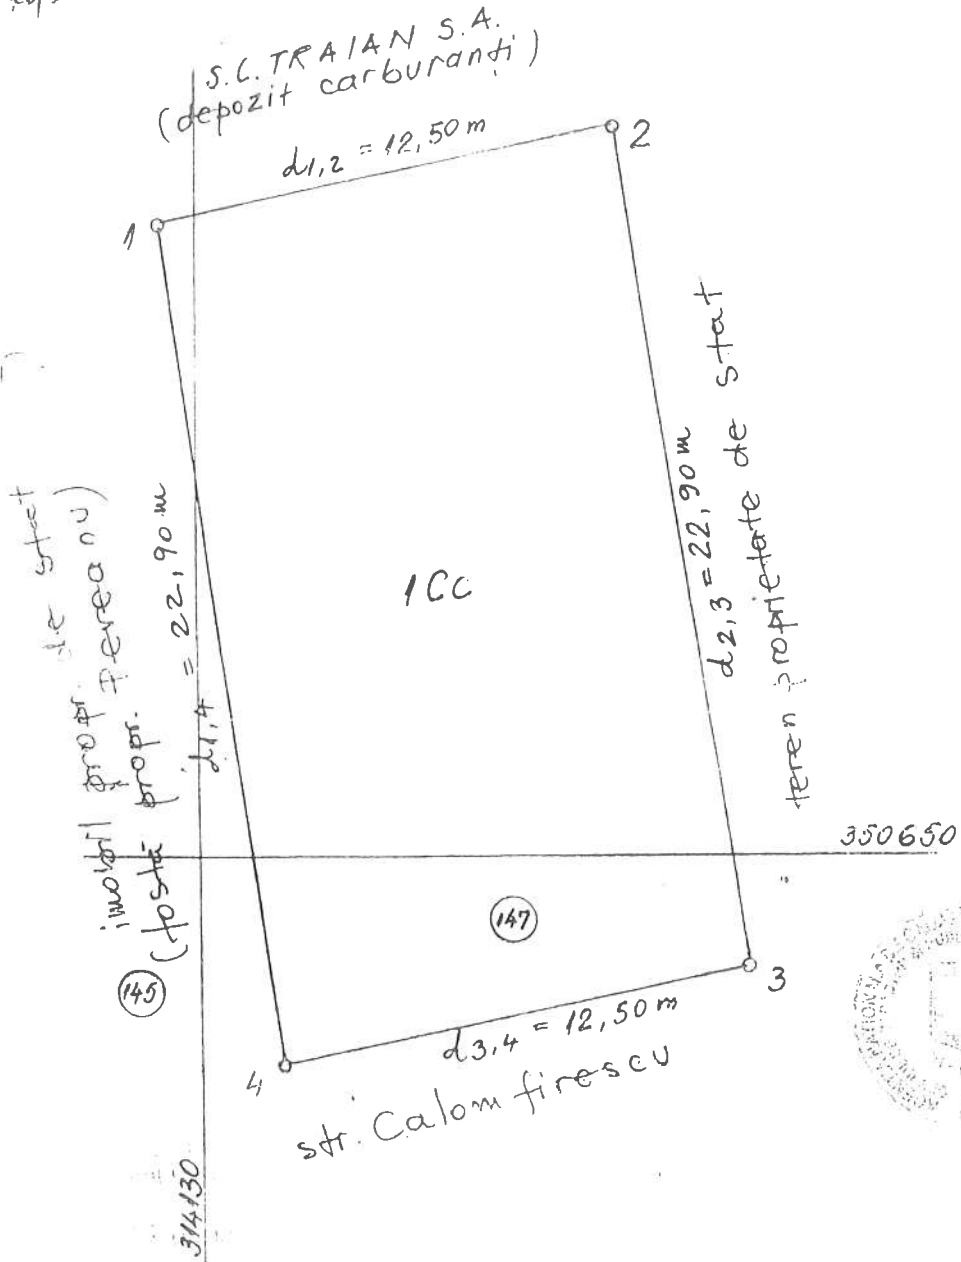 S.C. TRAIAN S.A.
(depozit carburanți)
d1,2 = 12,50 m
1
2
d2,3 = 22,90 m
teren proprietate de stat
imobil propr. de stat
(fostă propr.
d1,4 = 22,90 m
1Cc
350650
147
145
3
d3,4 = 12,50 m
4
str. Calomfirescu
314130